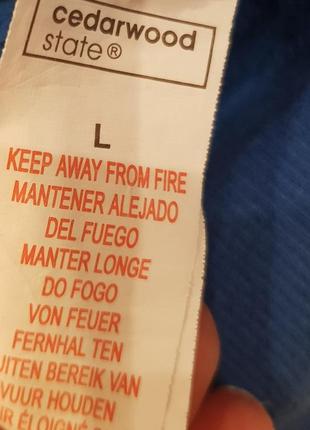 cedarwood
state®
L
KEEP AWAY FROM FIRE
MANTENER ALEJADO
DEL FUEGO
MANTER LONGE
DO FOGO
VON FEUER
FERNHAL TEN
UITEN BEREIK VAN
VUUR HOUDEN
ÉLOIGNÉ D